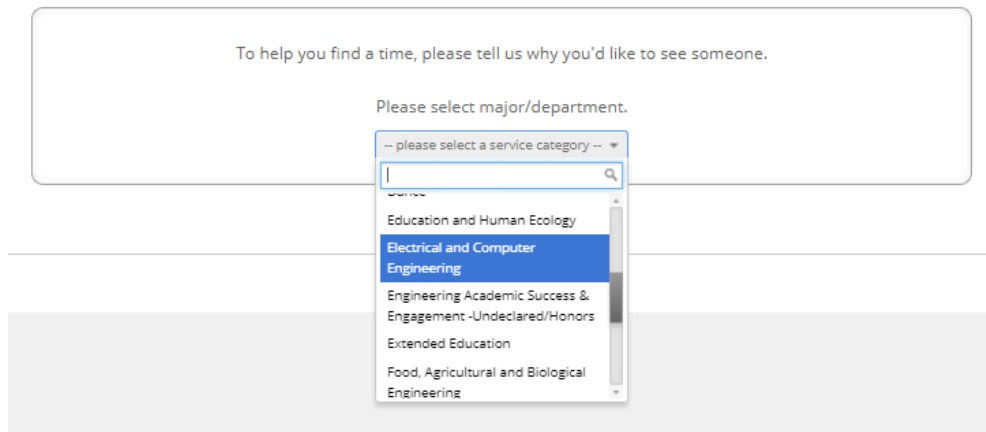 To help you find a time, please tell us why you'd like to see someone.
Please select major/department.
-- please select a service category --
Education and Human Ecology
Electrical and Computer
Engineering
Engineering Academic Success &
Engagement -Undeclared/Honors
Extended Education
Food, Agricultural and Biological
Engineering